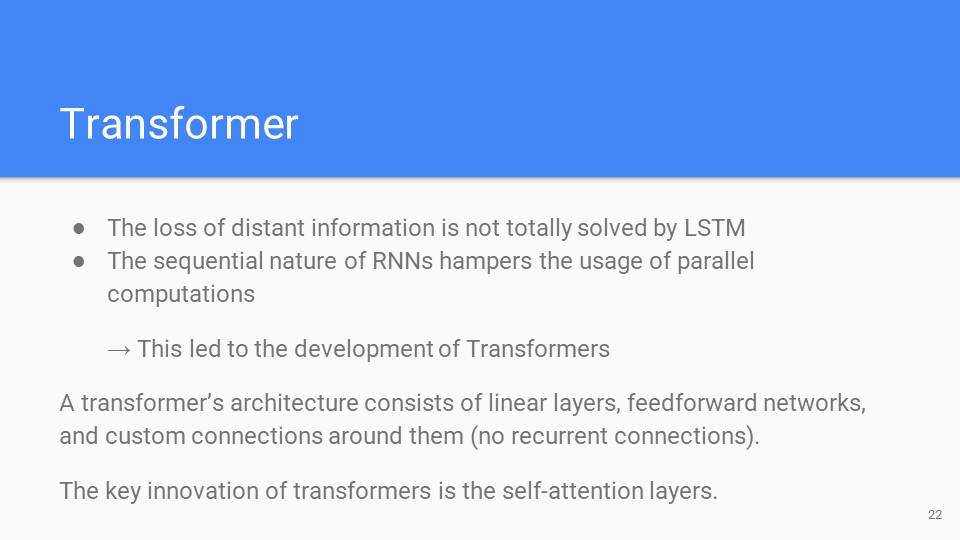 Transformer
● The loss of distant information is not totally solved by LSTM
● The sequential nature of RNNs hampers the usage of parallel
computations
→ This led to the development of Transformers
A transformer’s architecture consists of linear layers, feedforward networks,
and custom connections around them (no recurrent connections).
The key innovation of transformers is the self-attention layers.
22